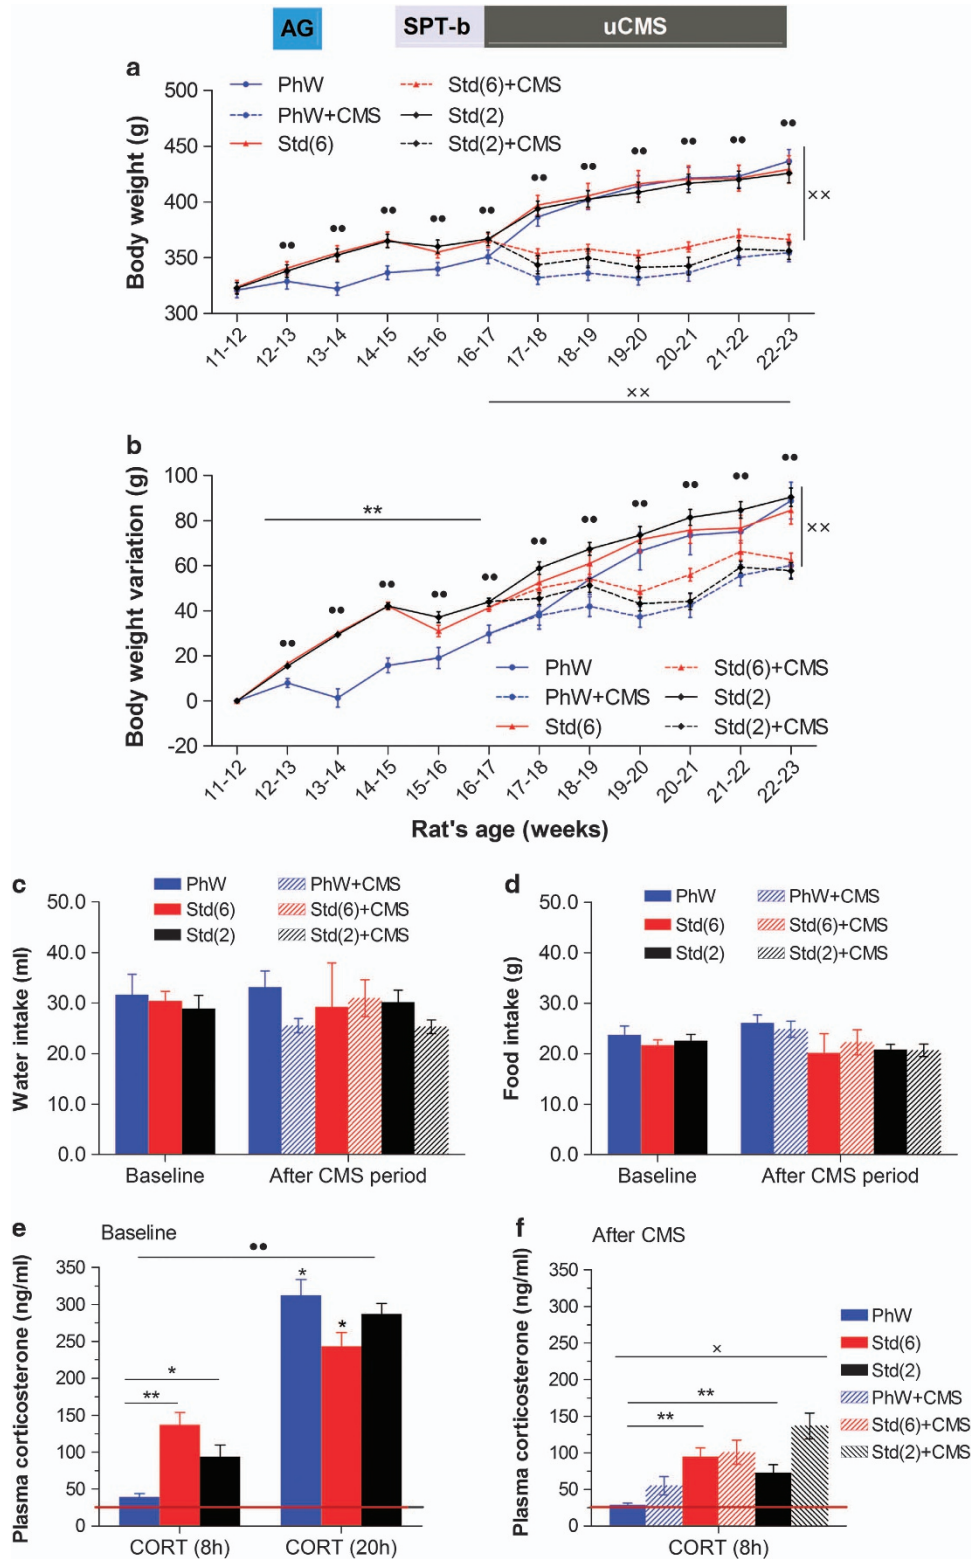 AG SPT-b uCMS
a
PhW Std(6)+CMS
PhW+CMS Std(2)
Std(6) Std(2)+CMS
Body weight (g)
500
450
400
350
300
•• •• •• •• •• •• •• •• •• •• ••
××
11-12 12-13 13-14 14-15 15-16 16-17 17-18 18-19 19-20 20-21 21-22 22-23
××
b
Body weight variation (g)
100
80
60
40
20
0
-20
**
•• •• •• •• •• •• •• •• •• •• ••
××
PhW Std(6)+CMS
PhW+CMS Std(2)
Std(6) Std(2)+CMS
11-12 12-13 13-14 14-15 15-16 16-17 17-18 18-19 19-20 20-21 21-22 22-23
Rat's age (weeks)
c
PhW PhW+CMS
Std(6) Std(6)+CMS
Std(2) Std(2)+CMS
Water intake (ml)
50.0
40.0
30.0
20.0
10.0
0.0
Baseline After CMS period
d
PhW PhW+CMS
Std(6) Std(6)+CMS
Std(2) Std(2)+CMS
Food intake (g)
50.0
40.0
30.0
20.0
10.0
0.0
Baseline After CMS period
e Baseline
Plasma corticosterone (ng/ml)
350
300
250
200
150
100
50
0
••
*
*
*
**
CORT (8h) CORT (20h)
f After CMS
Plasma corticosterone (ng/ml)
350
300
250
200
150
100
50
0
×
**
**
CORT (8h)
PhW
Std(6)
Std(2)
PhW+CMS
Std(6)+CMS
Std(2)+CMS